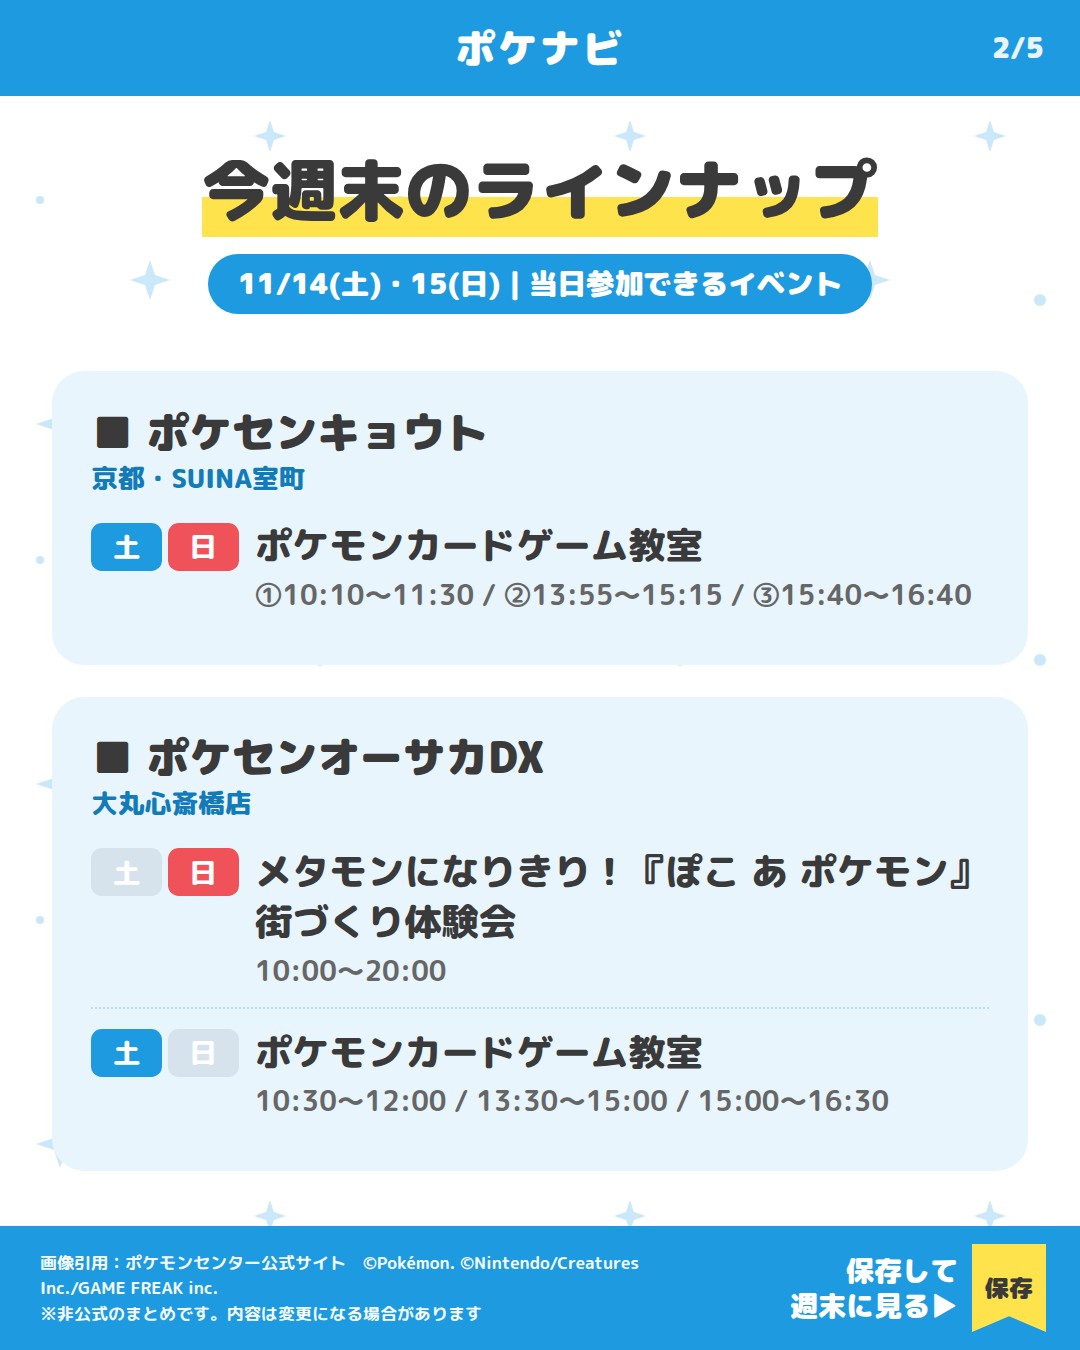 ポケナビ
2/5
今週末のラインナップ
11/14(土)・15(日) | 当日参加できるイベント
■ ポケセンキョウト
京都・SUINA室町
土 日 ポケモンカードゲーム教室
①10:10～11:30 / ②13:55～15:15 / ③15:40～16:40
■ ポケセンオーサカDX
大丸心斎橋店
土 日 メタモンになりきり！『ぽこ あ ポケモン』
街づくり体験会
10:00～20:00
土 日 ポケモンカードゲーム教室
10:30～12:00 / 13:30～15:00 / 15:00～16:30
画像引用：ポケモンセンター公式サイト　©Pokémon. ©Nintendo/Creatures
Inc./GAME FREAK inc.
※非公式のまとめです。内容は変更になる場合があります
保存して
週末に見る▶
保存